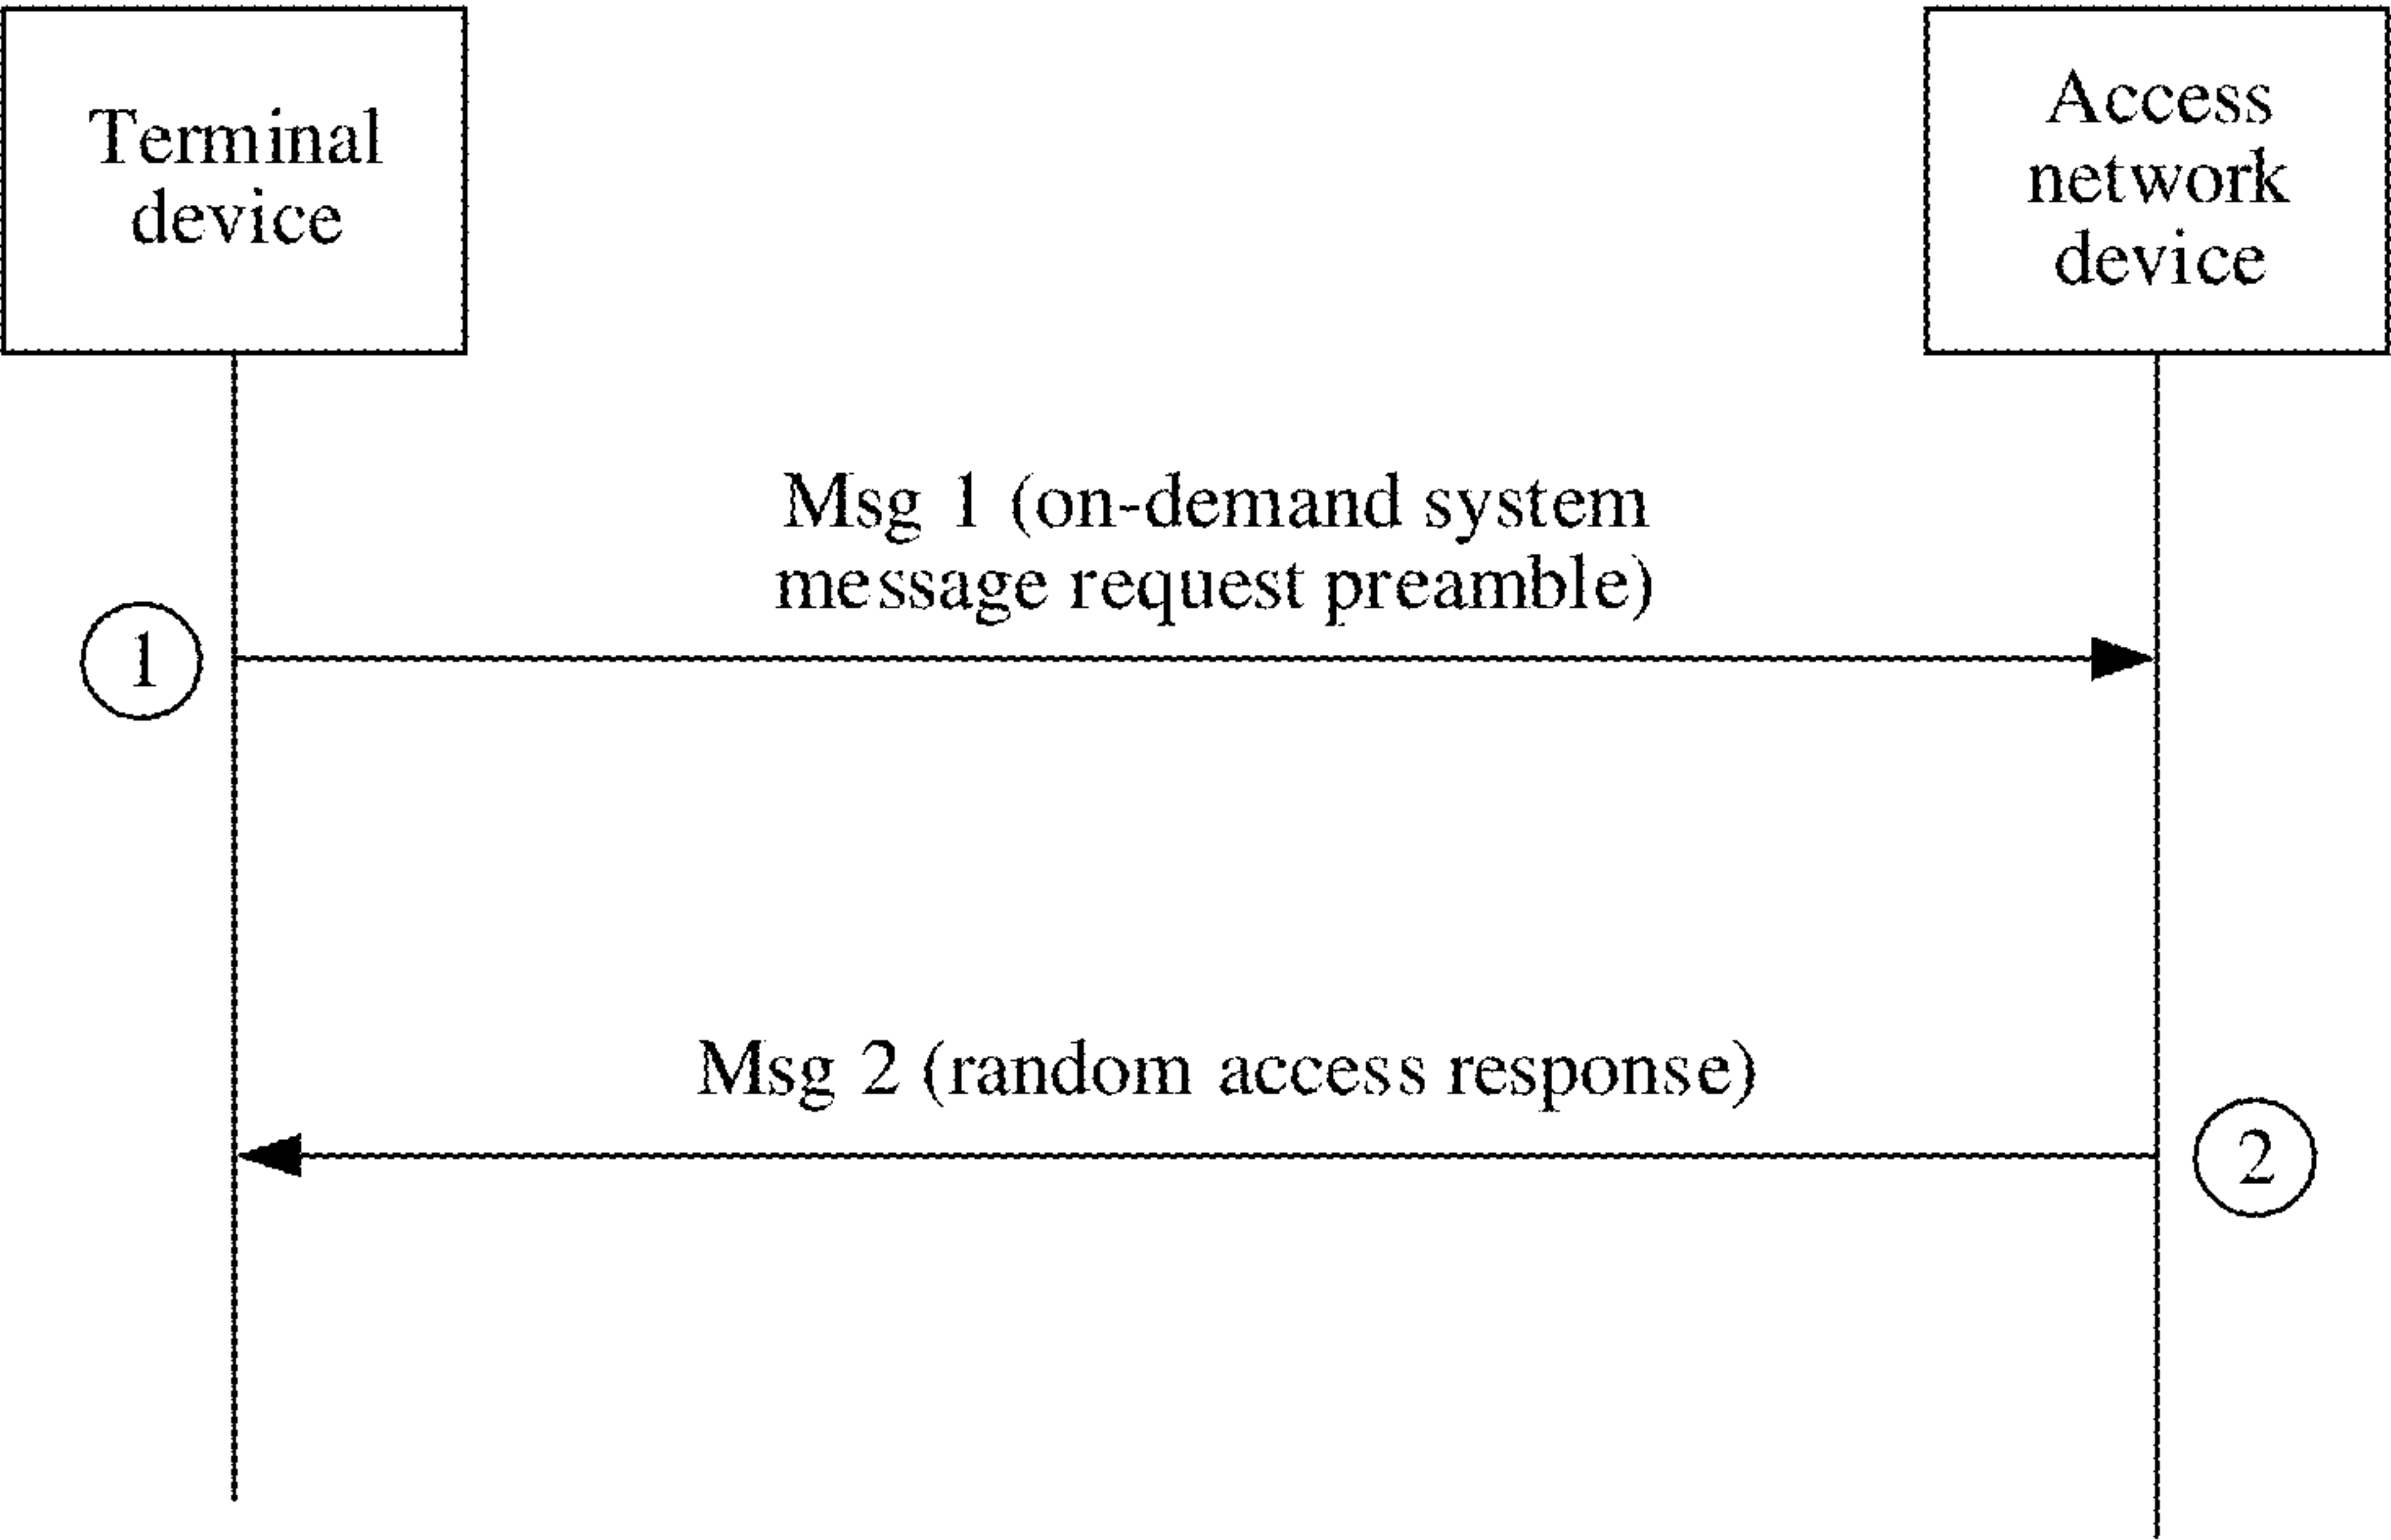 Terminal
device
Access
network
device
Msg 1 (on-demand system
message request preamble)
1
Msg 2 (random access response)
2